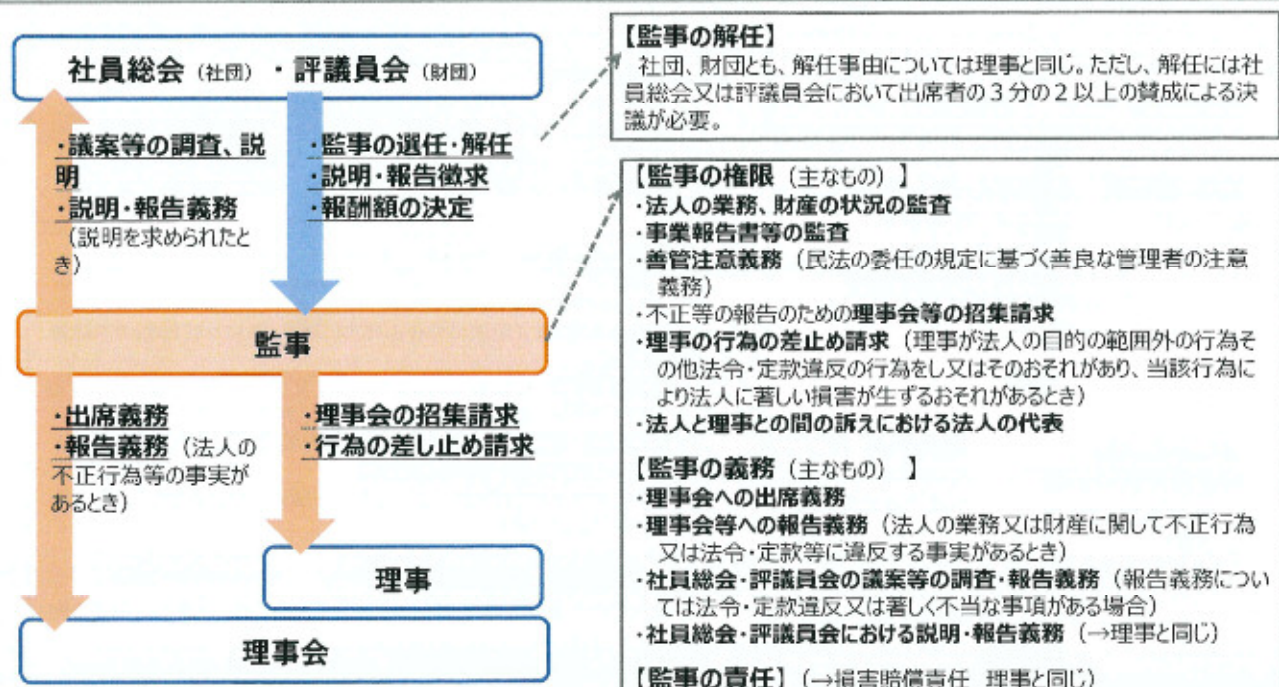 社員総会（社団）・評議員会（財団）
・議案等の調査、説
明
・説明・報告義務
（説明を求められたと
き）
・監事の選任・解任
・説明・報告徴求
・報酬額の決定
監事
・出席義務
・報告義務（法人の
不正行為等の事実が
あるとき）
・理事会の招集請求
・行為の差し止め請求
理事
理事会
【監事の解任】
社団、財団とも、解任事由については理事と同じ。ただし、解任には社
員総会又は評議員会において出席者の３分の２以上の賛成による決
議が必要。
【監事の権限（主なもの）】
・法人の業務、財産の状況の監査
・事業報告書等の監査
・善管注意義務（民法の委任の規定に基づく善良な管理者の注意
義務）
・不正等の報告のための理事会等の招集請求
・理事の行為の差止め請求（理事が法人の目的の範囲外の行為そ
の他法令・定款違反の行為をし又はそのおそれがあり、当該行為に
より法人に著しい損害が生ずるおそれがあるとき）
・法人と理事との間の訴えにおける法人の代表
【監事の義務（主なもの）】
・理事会への出席義務
・理事会等への報告義務（法人の業務又は財産に関して不正行為
又は法令・定款等に違反する事実があるとき）
・社員総会・評議員会の議案等の調査・報告義務（報告義務につい
ては法令・定款違反又は著しく不当な事項がある場合）
・社員総会・評議員会における説明・報告義務（→理事と同じ）
【監事の責任】（→損害賠償責任 理事と同じ）